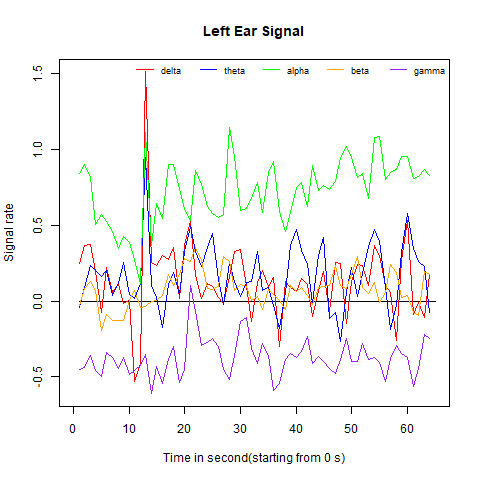 Left Ear Signal
delta theta alpha beta gamma
1.5
1.0
0.5
0.0
-0.5
Signal rate
0 10 20 30 40 50 60
Time in second(starting from 0 s)